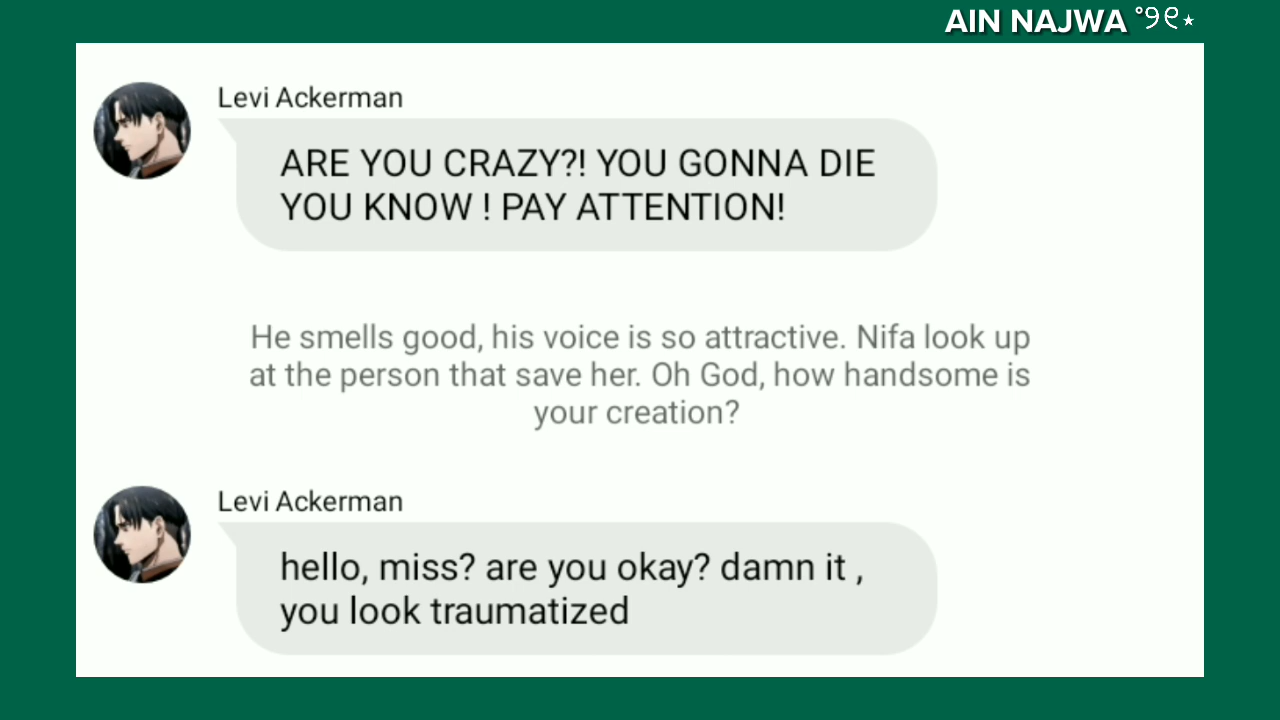 AIN NAJWA °୨୧⋆
Levi Ackerman
ARE YOU CRAZY?! YOU GONNA DIE
YOU KNOW ! PAY ATTENTION!
He smells good, his voice is so attractive. Nifa look up
at the person that save her. Oh God, how handsome is
your creation?
Levi Ackerman
hello, miss? are you okay? damn it ,
you look traumatized